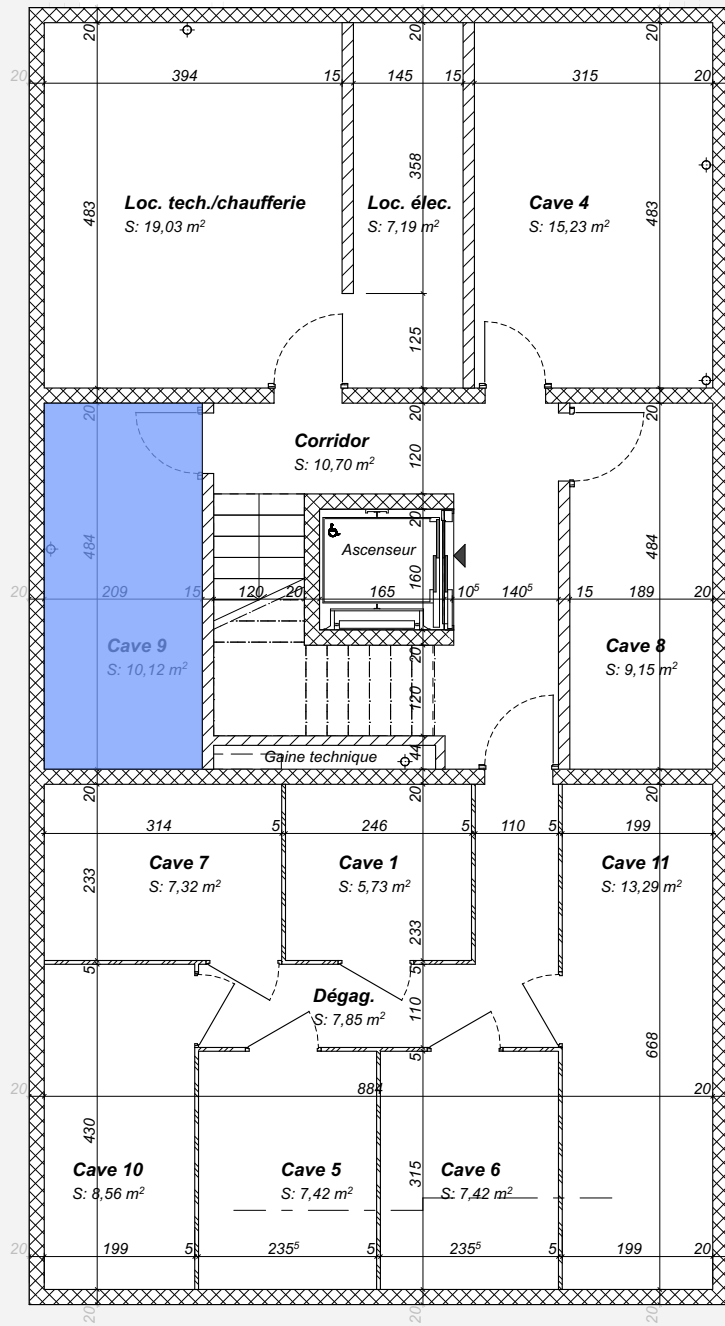 20
20
20
20
394
15
145
15
315
20
358
483
483
Loc. tech./chaufferie
Loc. élec.
Cave 4
S: 19,03 m²
S: 7,19 m²
S: 15,23 m²
125
20
20
20
Corridor
S: 10,70 m²
120
20
Ascenseur
484
160
484
20
209
15
120
20
165
10⁵
140⁵
15
189
20
Cave 9
S: 10,12 m²
Cave 8
S: 9,15 m²
20
120
44
Gaine technique
20
20
20
314
5
246
5
110
5
199
Cave 7
Cave 1
Cave 11
S: 7,32 m²
S: 5,73 m²
S: 13,29 m²
233
233
5
5
Dégag.
S: 7,85 m²
110
5
668
20
884
20
430
Cave 10
Cave 5
Cave 6
S: 8,56 m²
S: 7,42 m²
S: 7,42 m²
315
20
199
5
235⁵
5
235⁵
5
199
20
20
20
20